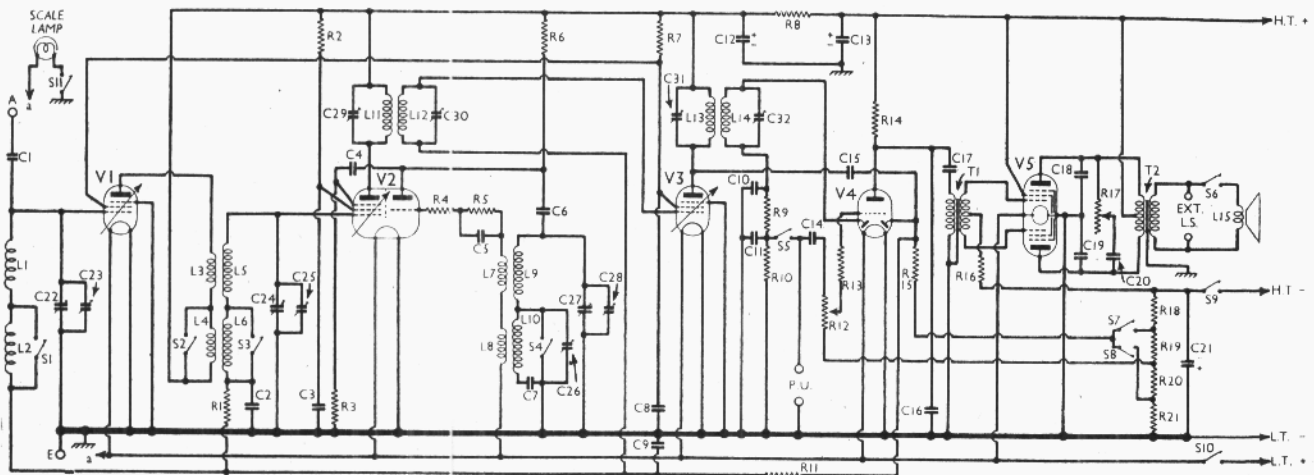 SCALE
LAMP
S11
a
A
C1
L1
L2
S1
C22
C23
E
a
V1
L3
L4
S2
L5
L6
S3
R1
C2
C24
C25
R2
C3
R3
C4
C29
L11
L12
C30
V2
R4
R5
C5
L7
L8
R6
C6
L9
L10
S4
C7
C26
C27
C28
R7
C8
C9
C31
L13
L14
C32
V3
C10
C11
R9
R10
S5
R11
C12
R8
C13
C14
C15
R12
R13
P.U.
V4
R14
R15
C16
C17
T1
R16
V5
C18
C19
R17
C20
T2
EXT.
L.S.
S6
L15
S7
S8
R18
R19
R20
R21
C21
S9
S10
H.T. +
H.T -
L.T. -
L.T. +